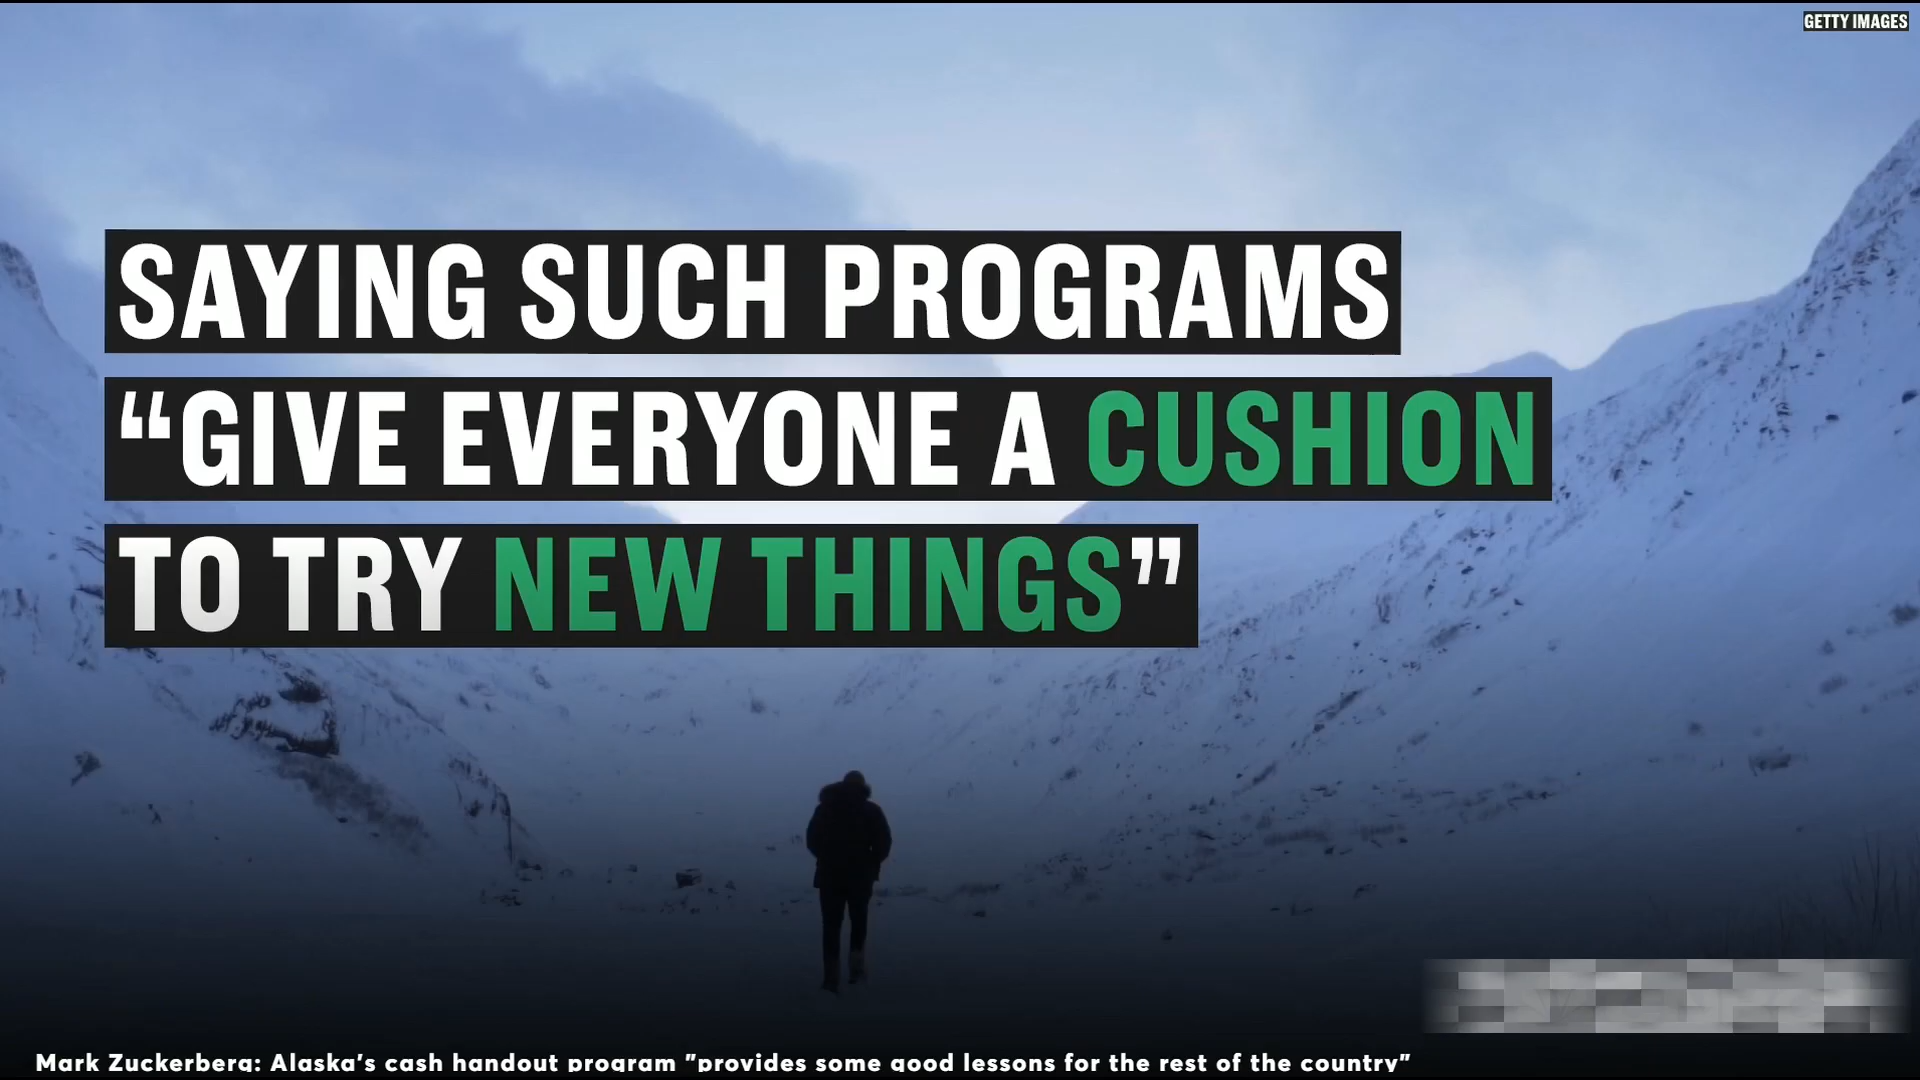 GETTY IMAGES
SAYING SUCH PROGRAMS
“GIVE EVERYONE A CUSHION
TO TRY NEW THINGS”
Mark Zuckerberg: Alaska's cash handout program "provides some good lessons for the rest of the country"